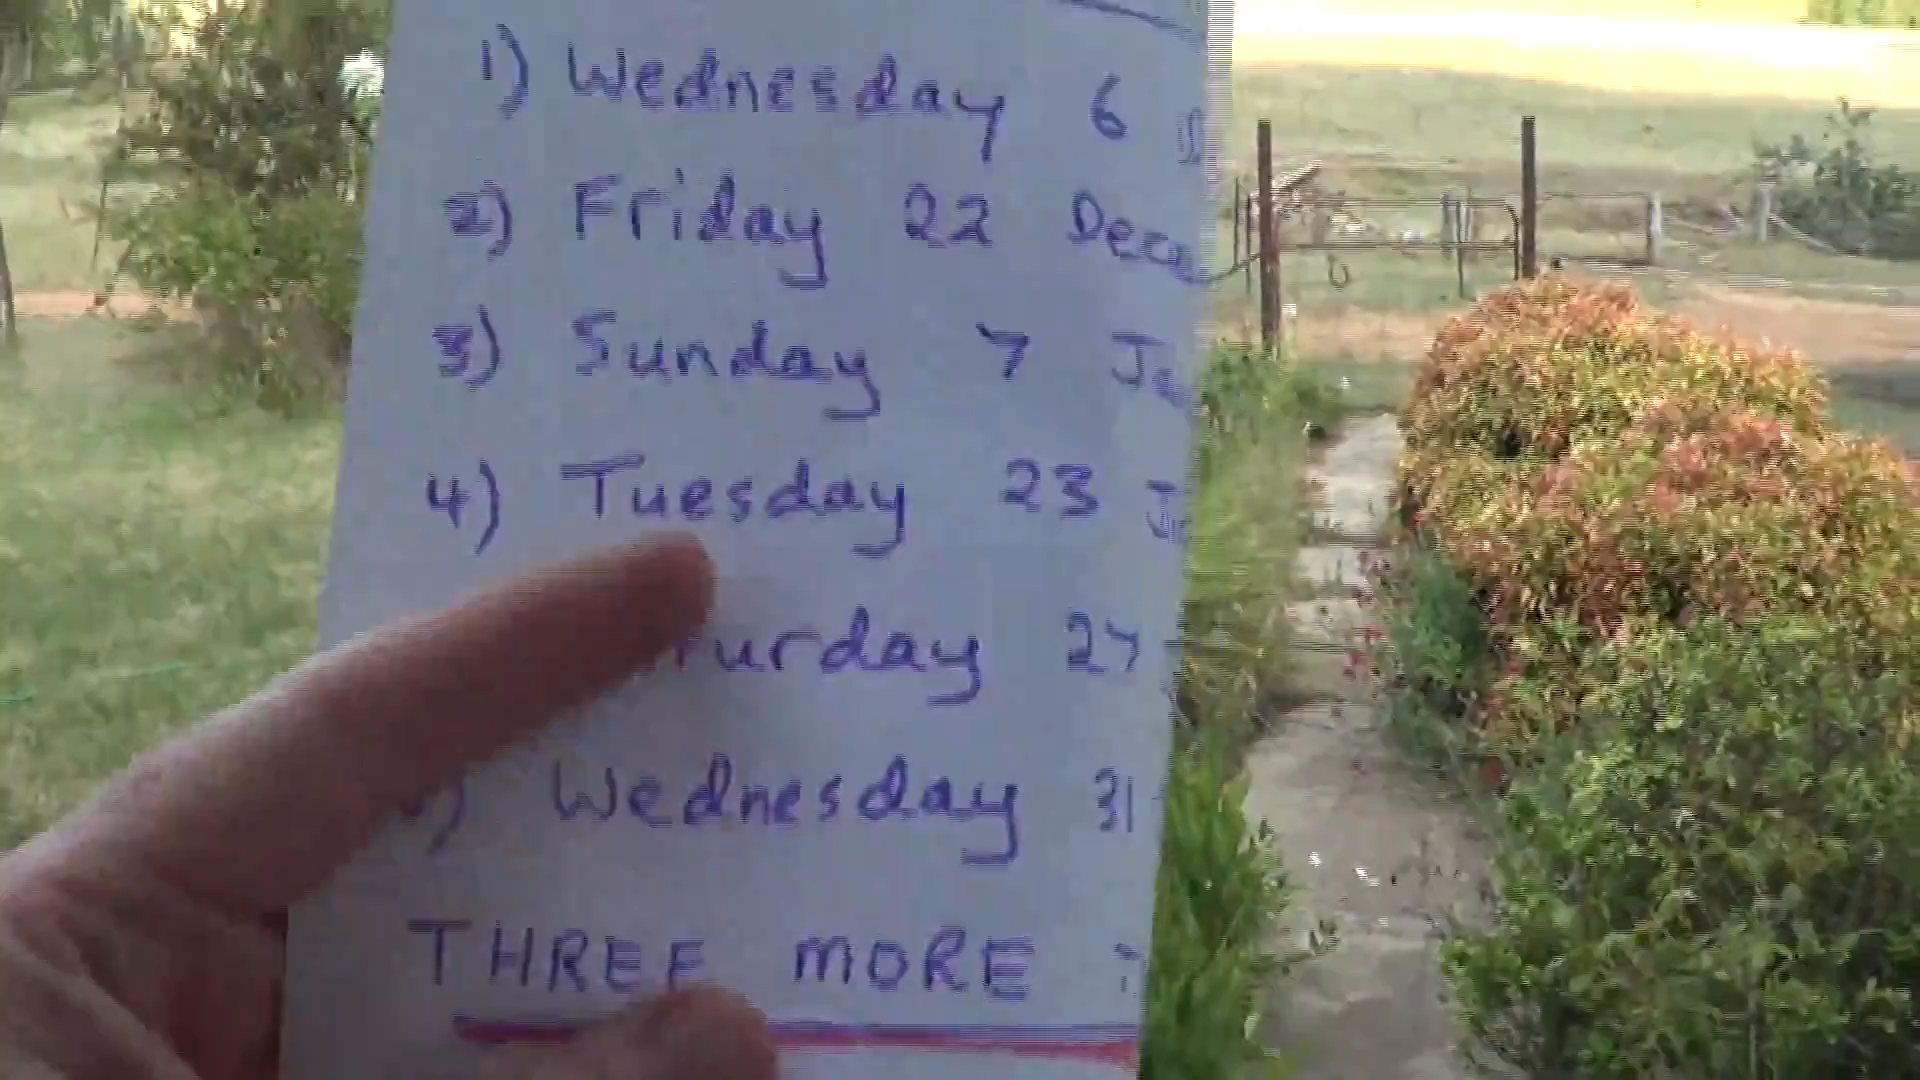 1) Wednesday 6 D
2) Friday 22 Dece
3) Sunday 7 Ja
4) Tuesday 23 J
turday 27
) Wednesday 31
THREE MORE